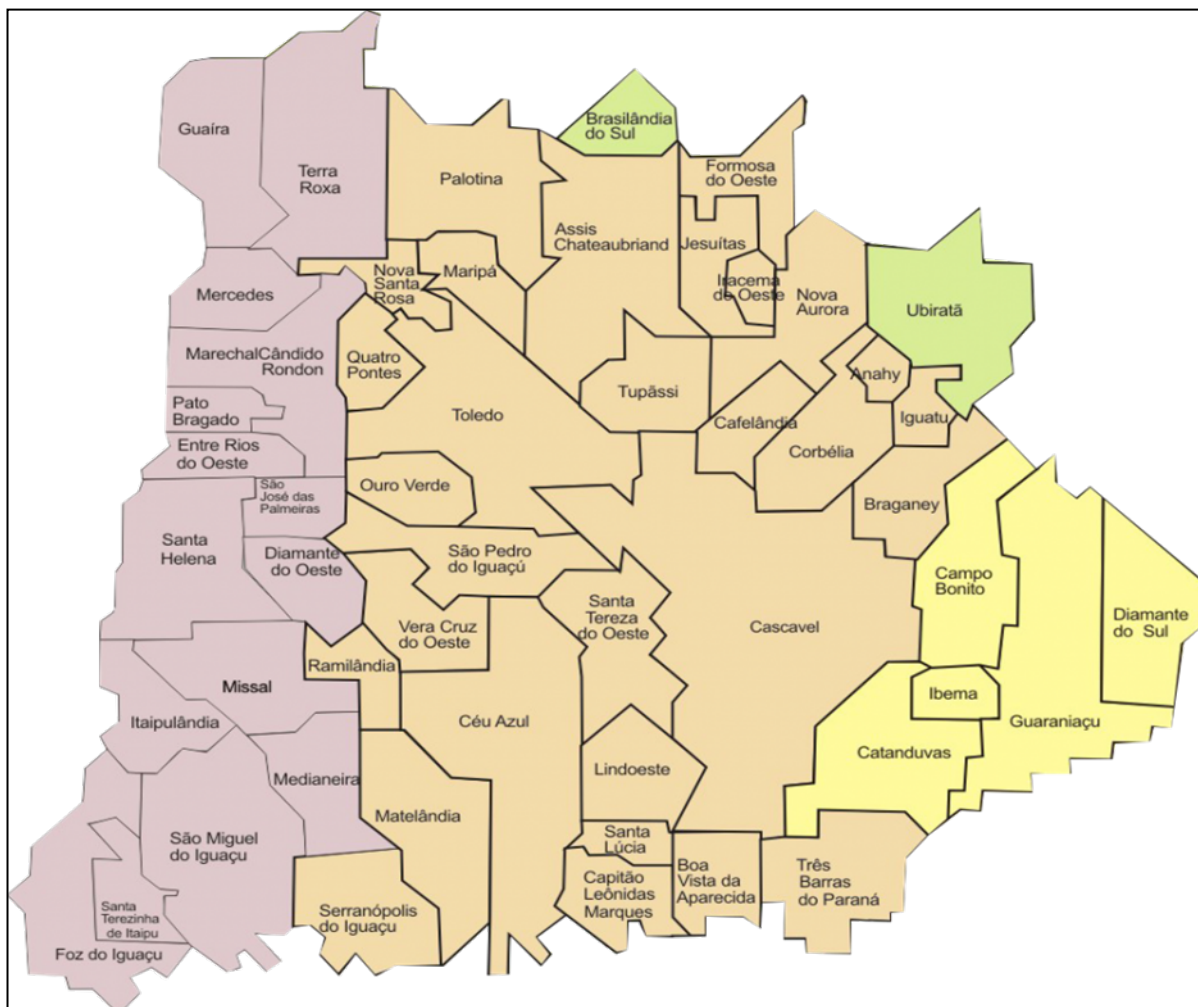 Brasilândia
do Sul
Guaíra
Terra
Roxa
Palotina
Formosa
do Oeste
Assis
Chateaubriand
Jesuítas
Nova
Santa
Rosa
Maripá
Iracema
do Oeste
Nova
Aurora
Mercedes
Ubiratã
MarechalCândido
Rondon
Quatro
Pontes
Anahy
Tupãssi
Pato
Bragado
Toledo
Cafelândia
Iguatu
Entre Rios
do Oeste
Corbélia
Ouro Verde
São
José das
Palmeiras
Braganey
Santa
Helena
Diamante
do Oeste
São Pedro
do Iguaçú
Campo
Bonito
Santa
Tereza
do Oeste
Diamante
do Sul
Vera Cruz
do Oeste
Cascavel
Ramilândia
Missal
Ibema
Itaipulândia
Céu Azul
Guaraniaçu
Catanduvas
Lindoeste
Medianeira
Matelândia
São Miguel
do Iguaçu
Santa
Lúcia
Boa
Vista da
Aparecida
Três
Barras
do Paraná
Capitão
Leônidas
Marques
Santa
Terezinha
de Itaipu
Serranópolis
do Iguaçu
Foz do Iguaçu